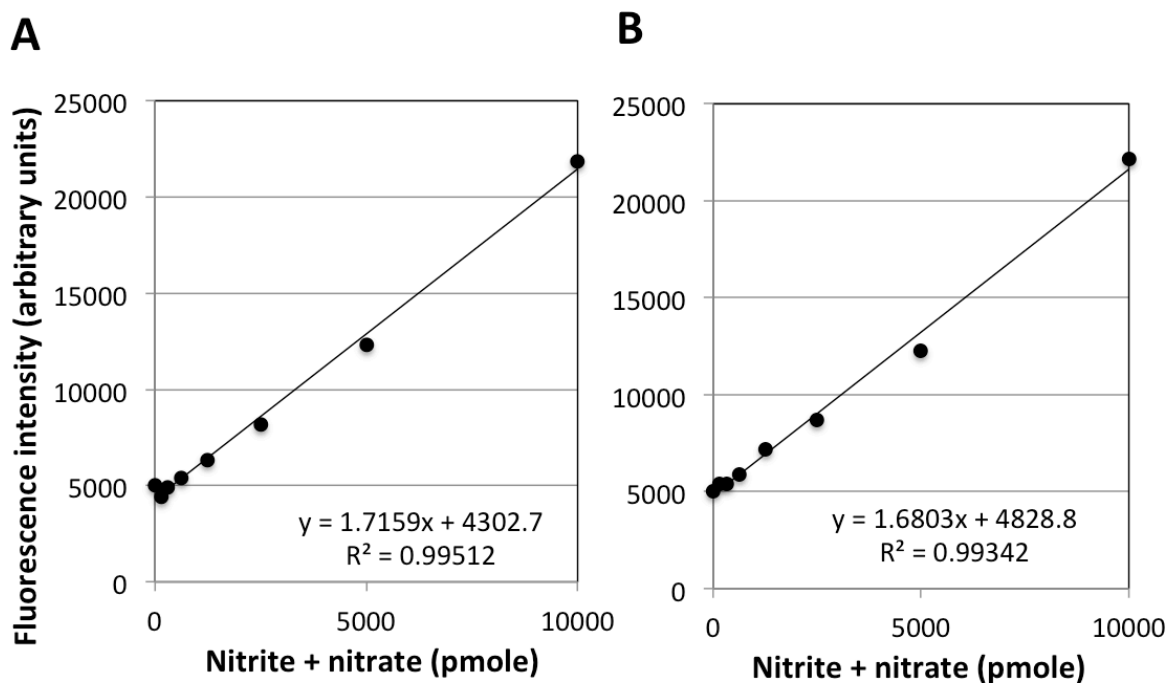 A
Fluorescence intensity (arbitrary units)
25000
20000
15000
10000
5000
0
y = 1.7159x + 4302.7
R² = 0.99512
0 5000 10000
Nitrite + nitrate (pmole)
B
25000
20000
15000
10000
5000
0
y = 1.6803x + 4828.8
R² = 0.99342
0 5000 10000
Nitrite + nitrate (pmole)